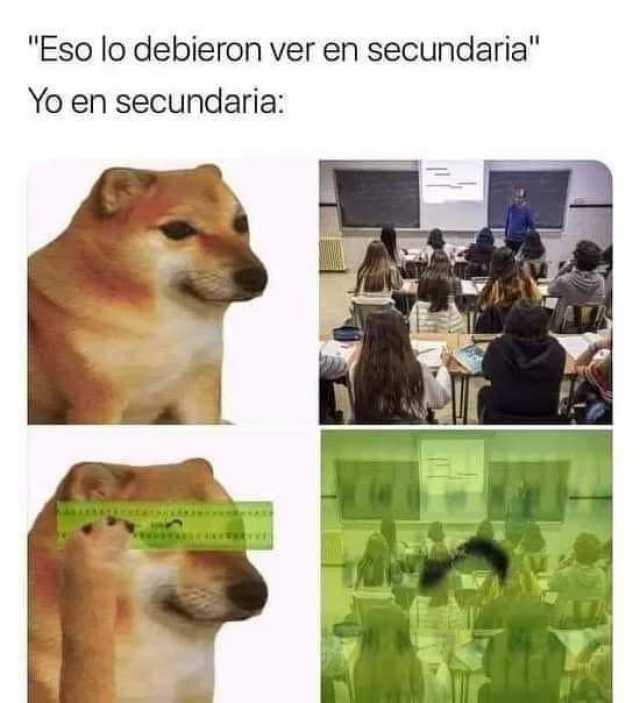 "Eso lo debieron ver en secundaria"
Yo en secundaria: